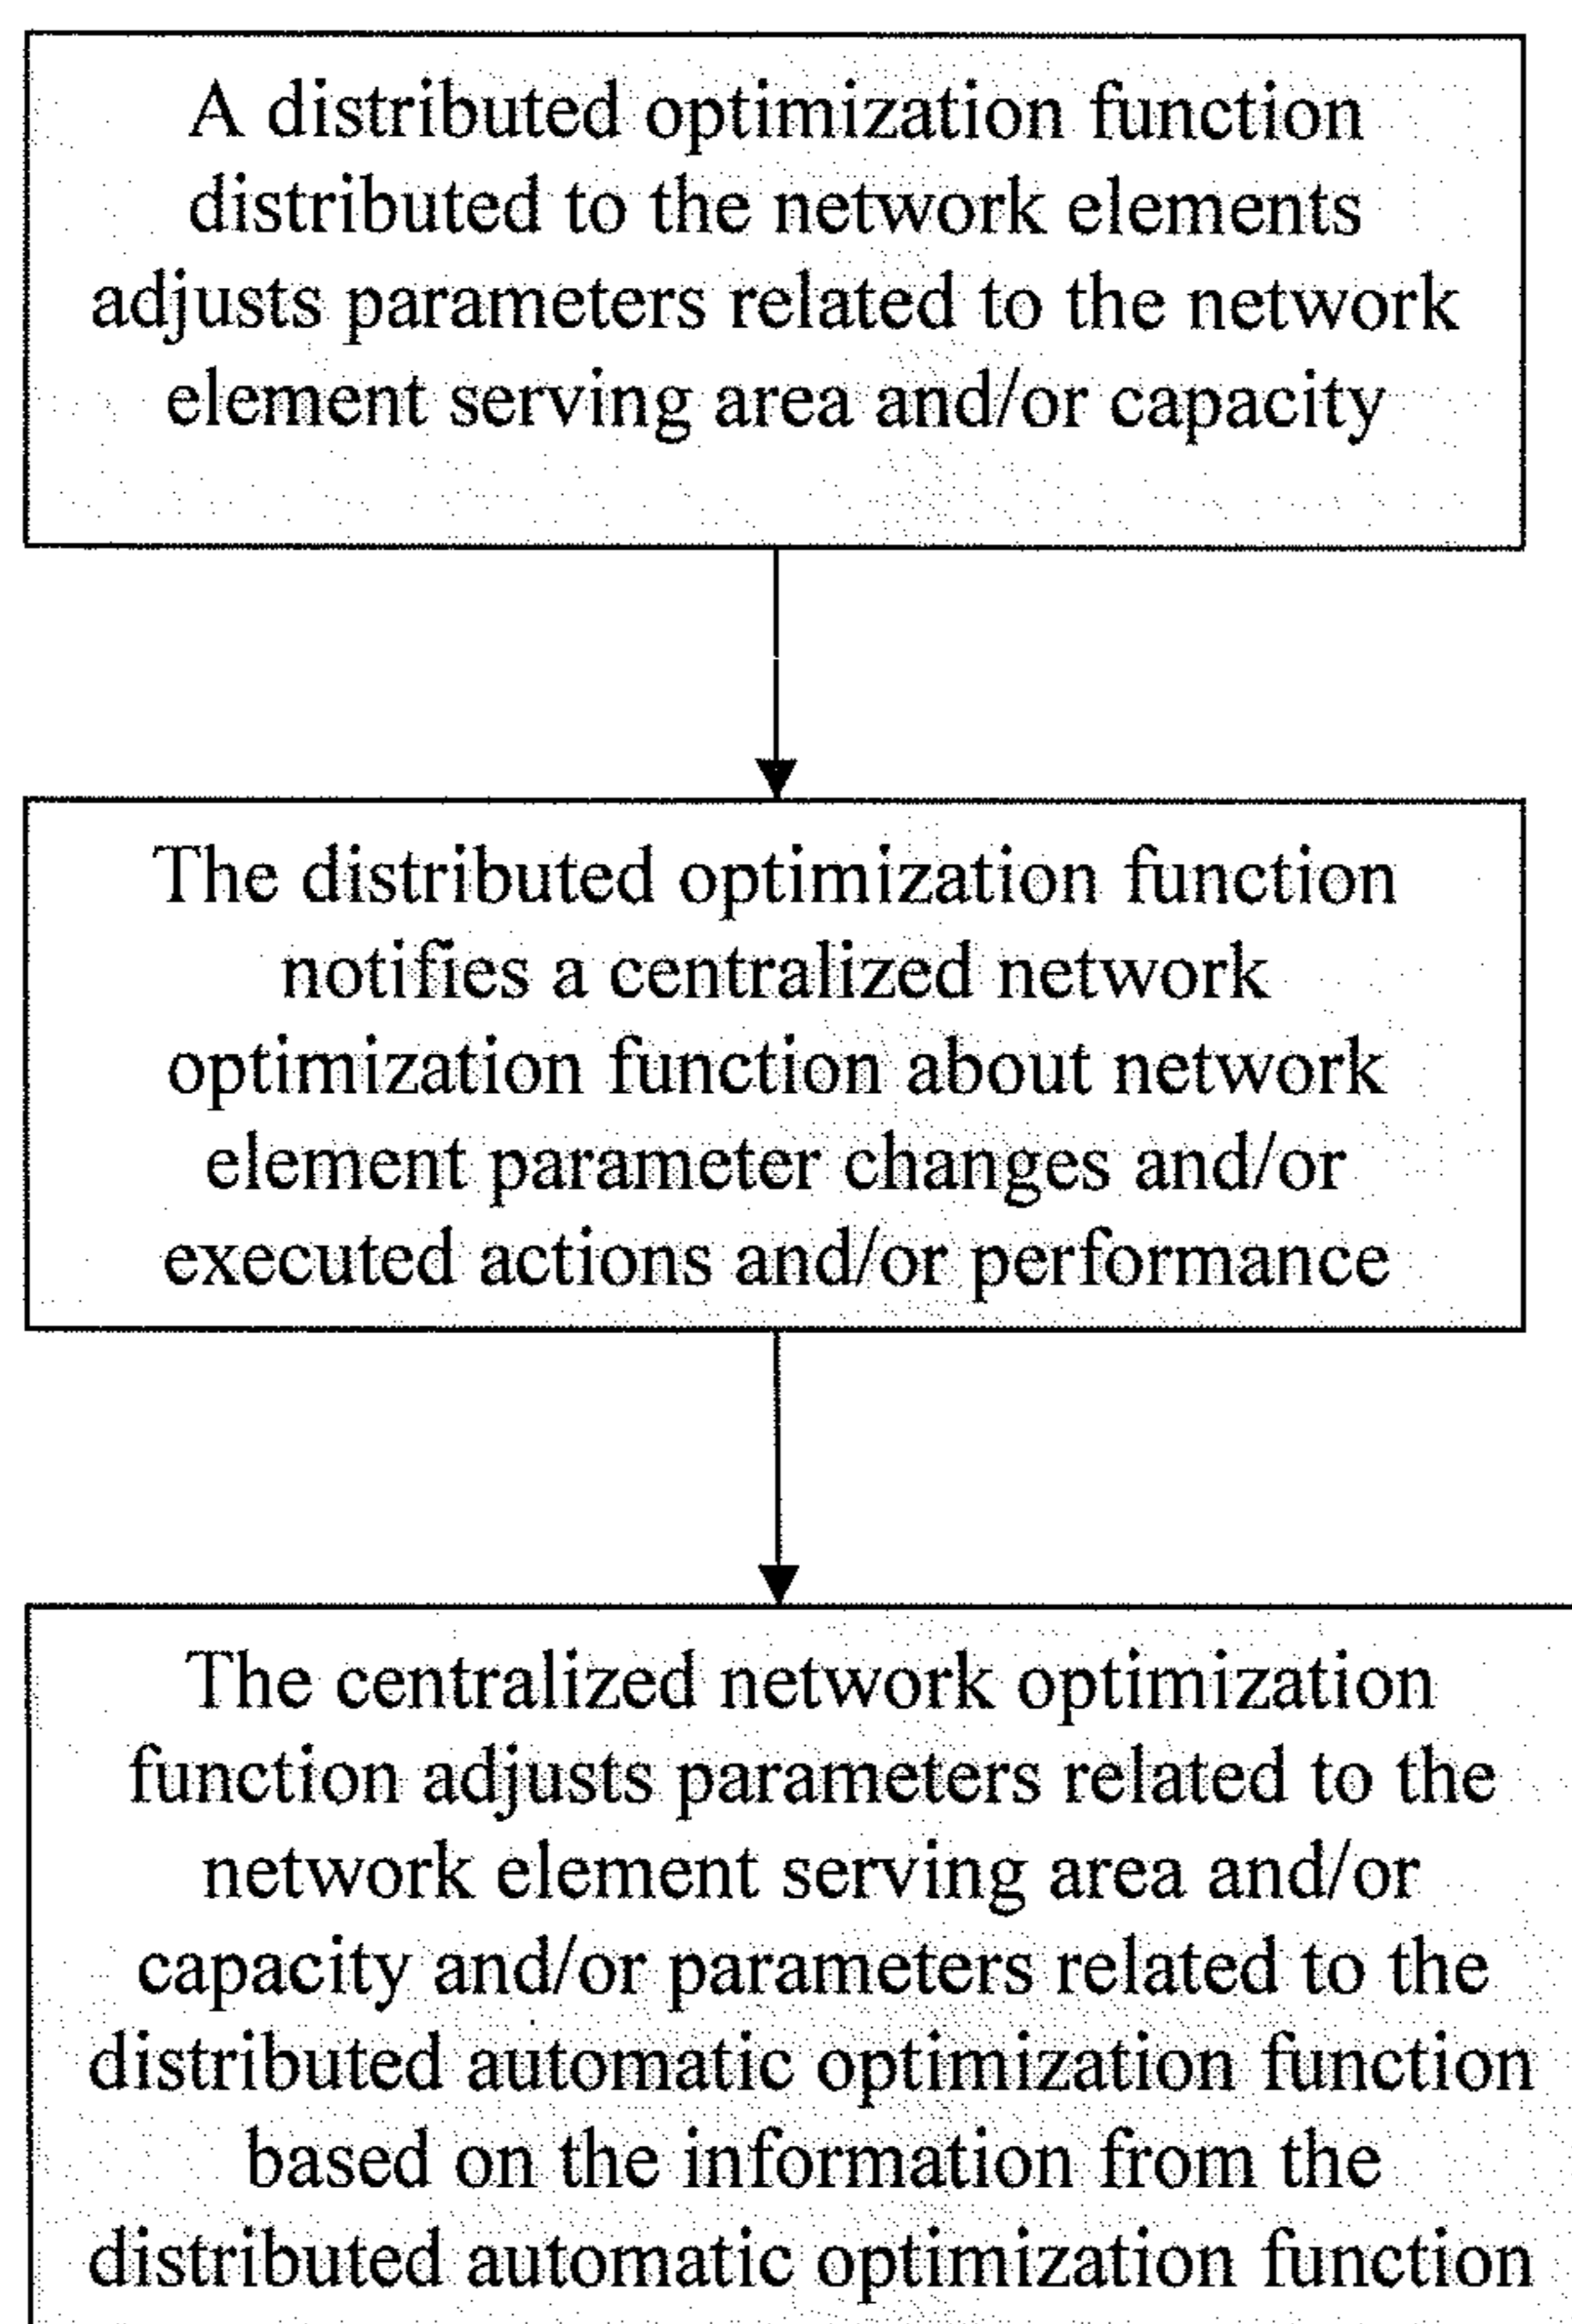 A distributed optimization function
distributed to the network elements
adjusts parameters related to the network
element serving area and/or capacity
The distributed optimization function
notifies a centralized network
optimization function about network
element parameter changes and/or
executed actions and/or performance
The centralized network optimization
function adjusts parameters related to the
network element serving area and/or
capacity and/or parameters related to the
distributed automatic optimization function
based on the information from the
distributed automatic optimization function